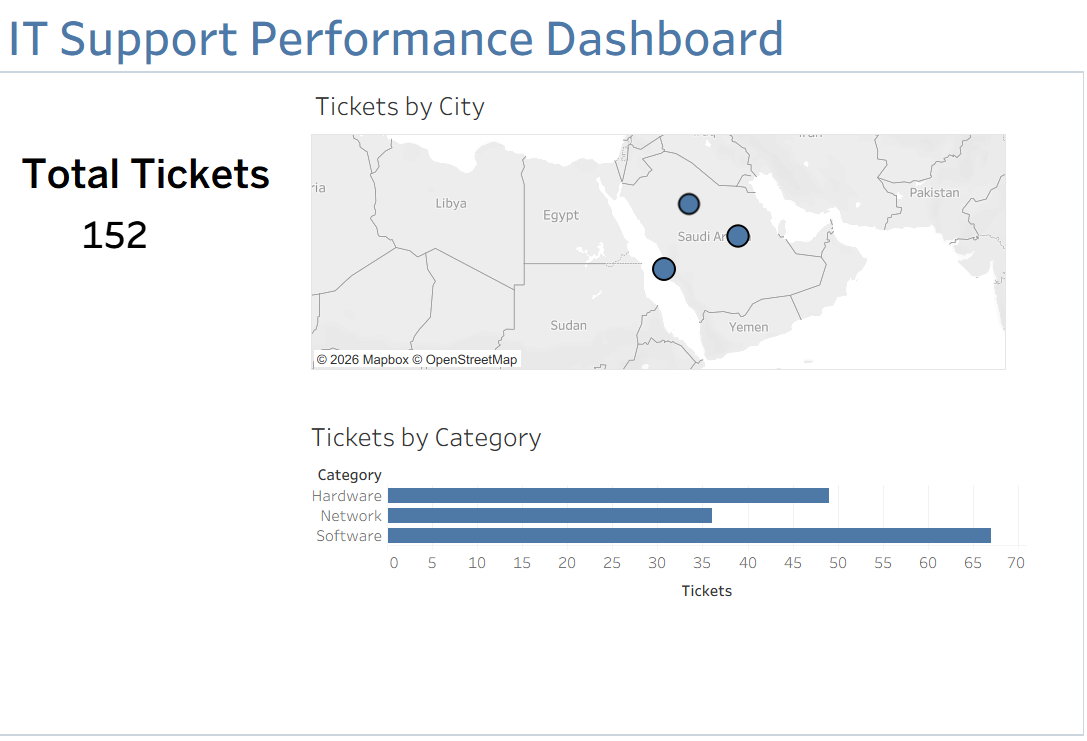 IT Support Performance Dashboard
Total Tickets
152
Tickets by City
Libya
Egypt
Saudi Ar
Pakistan
Sudan
Yemen
© 2026 Mapbox © OpenStreetMap
Tickets by Category
Category
Hardware
Network
Software
0 5 10 15 20 25 30 35 40 45 50 55 60 65 70
Tickets